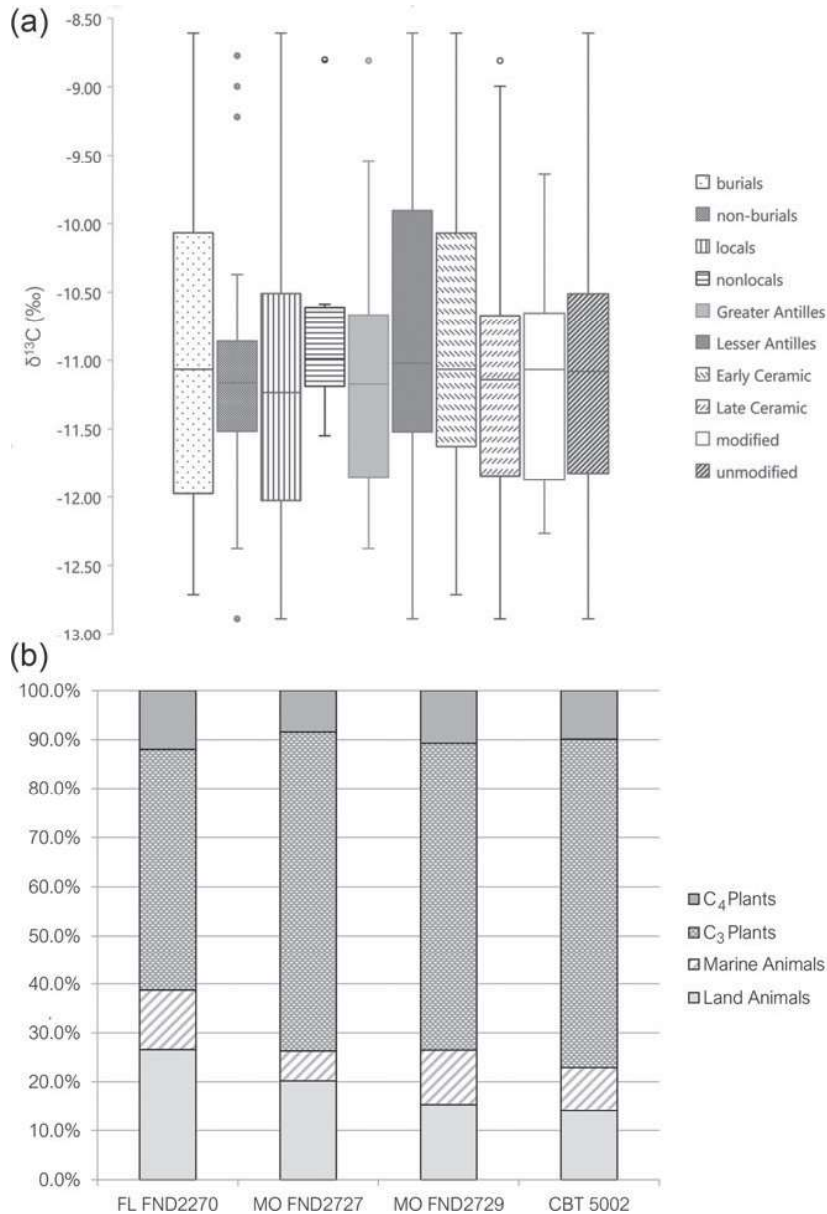 (a)
-8.50
-9.00
-9.50
-10.00
-10.50
-11.00
-11.50
-12.00
-12.50
-13.00
δ¹³C (‰)
burials
non-burials
locals
nonlocals
Greater Antilles
Lesser Antilles
Early Ceramic
Late Ceramic
modified
unmodified
(b)
100.0%
90.0%
80.0%
70.0%
60.0%
50.0%
40.0%
30.0%
20.0%
10.0%
0.0%
FL FND2270 MO FND2727 MO FND2729 CBT 5002
C₄ Plants
C₃ Plants
Marine Animals
Land Animals